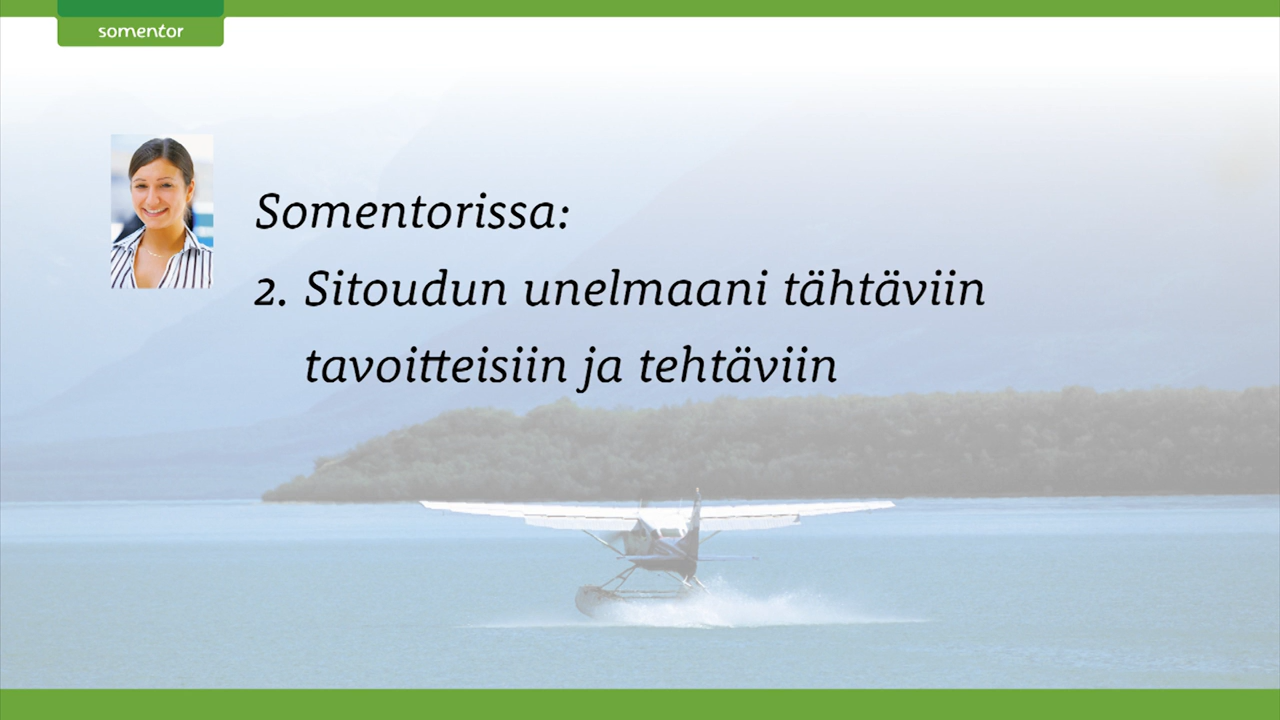 somentor
Somentorissa:
2. Sitoudun unelmaani tähtäviin
tavoitteisiin ja tehtäviin